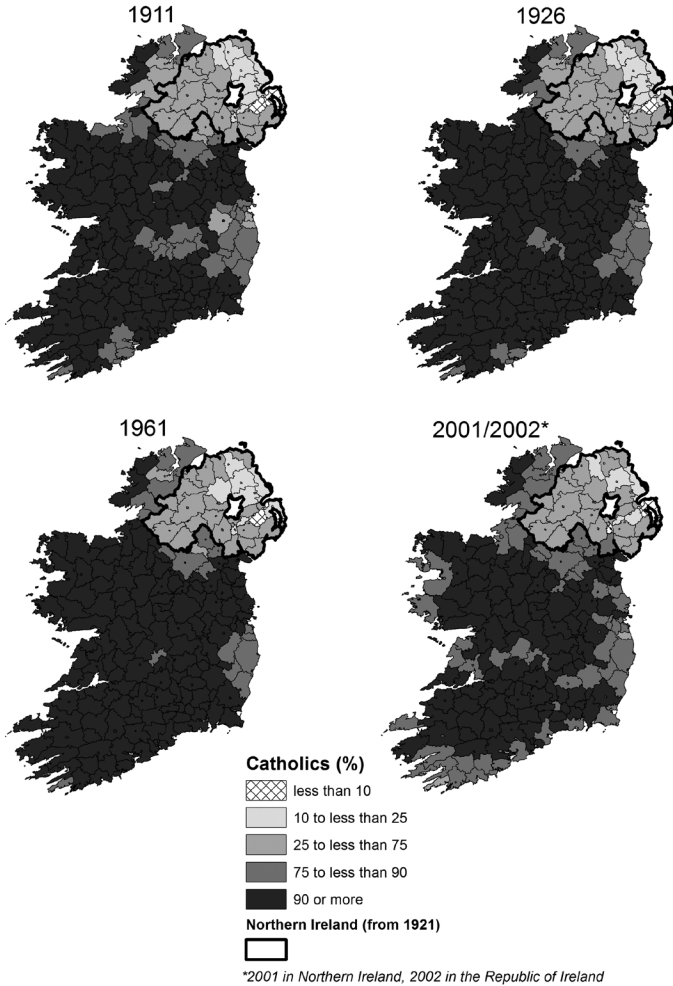 1911
1926
1961
2001/2002*
Catholics (%)
less than 10
10 to less than 25
25 to less than 75
75 to less than 90
90 or more
Northern Ireland (from 1921)
*2001 in Northern Ireland, 2002 in the Republic of Ireland